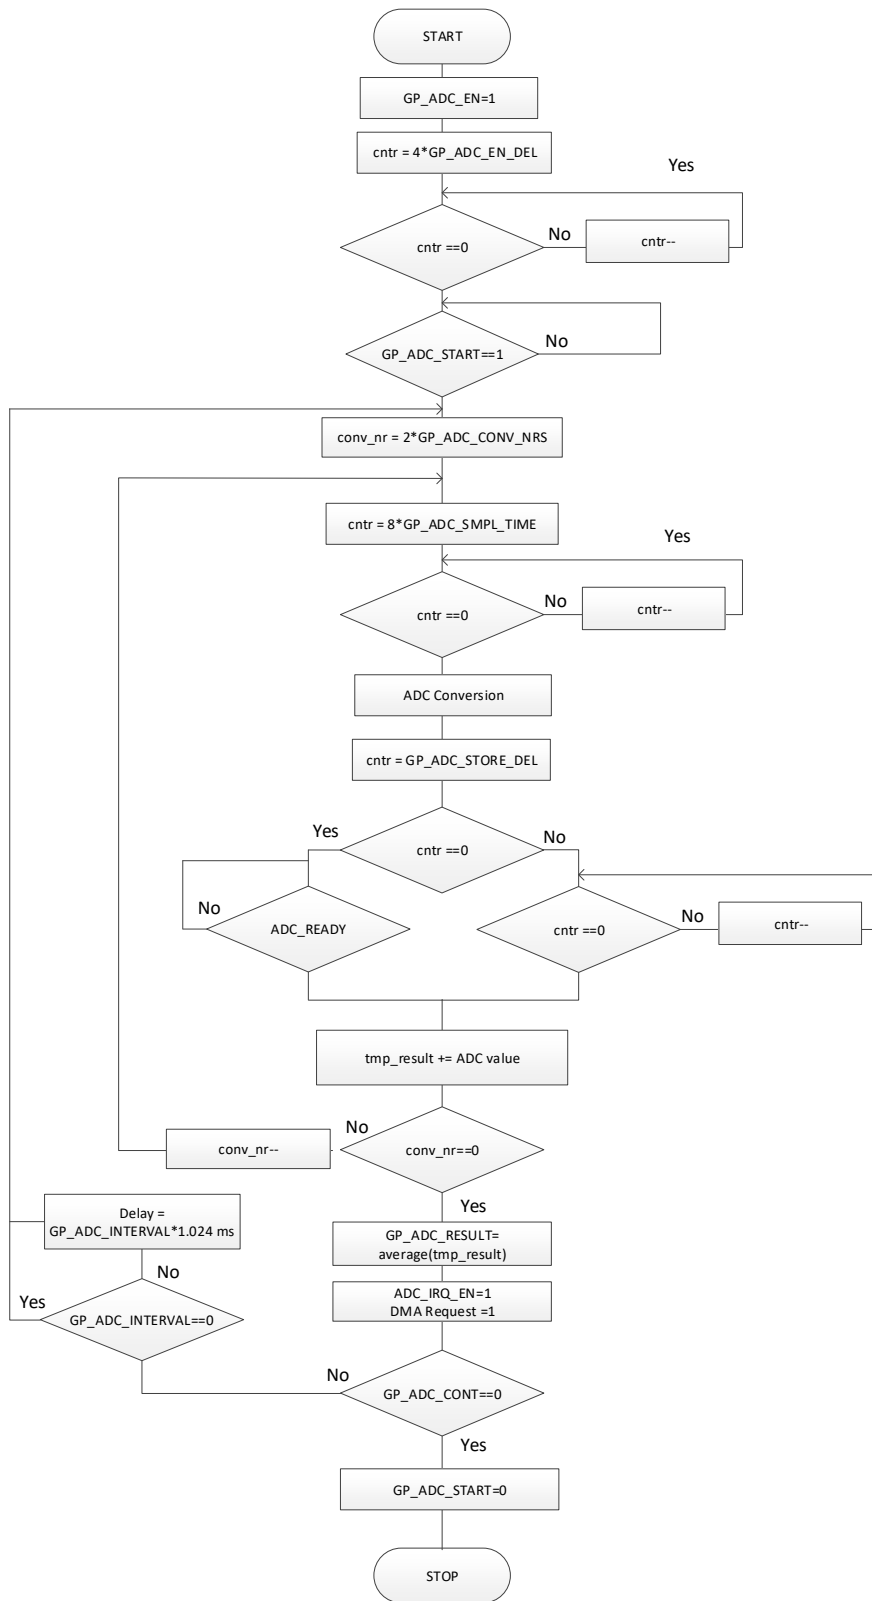 START
GP_ADC_EN=1
cntr = 4*GP_ADC_EN_DEL
Yes
cntr ==0
No
cntr--
GP_ADC_START==1
No
conv_nr = 2*GP_ADC_CONV_NRS
cntr = 8*GP_ADC_SMPL_TIME
Yes
cntr ==0
No
cntr--
ADC Conversion
cntr = GP_ADC_STORE_DEL
Yes
cntr ==0
No
No
ADC_READY
cntr ==0
No
cntr--
tmp_result += ADC value
conv_nr--
No
conv_nr==0
Yes
Delay =
GP_ADC_INTERVAL*1.024 ms
GP_ADC_RESULT=
average(tmp_result)
No
ADC_IRQ_EN=1
DMA Request =1
Yes
GP_ADC_INTERVAL==0
No
GP_ADC_CONT==0
Yes
GP_ADC_START=0
STOP